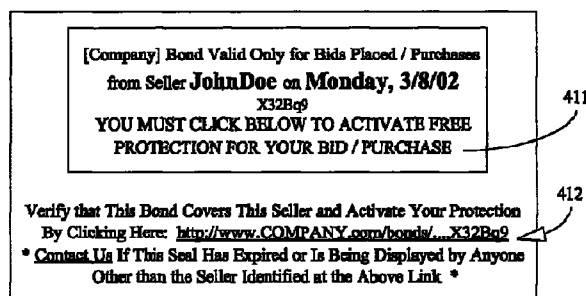 [Company] Bond Valid Only for Bids Placed / Purchases
from Seller JohnDoe on Monday, 3/8/02
X32Bq9
YOU MUST CLICK BELOW TO ACTIVATE FREE
PROTECTION FOR YOUR BID / PURCHASE
411
Verify that This Bond Covers This Seller and Activate Your Protection
By Clicking Here: http://www.COMPANY.com/bonds/....X32Bq9
412
* Contact Us If This Seal Has Expired or Is Being Displayed by Anyone
Other than the Seller Identified at the Above Link *